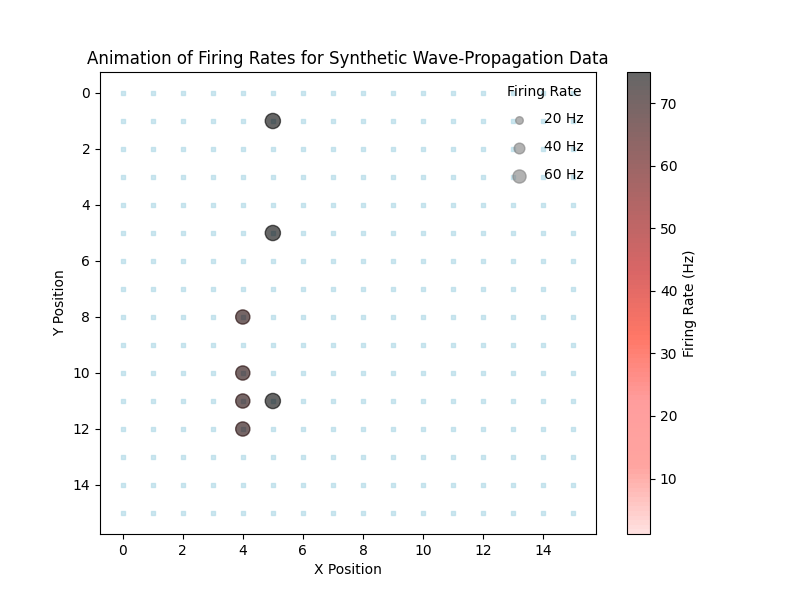 Animation of Firing Rates for Synthetic Wave-Propagation Data
Firing Rate
20 Hz
40 Hz
60 Hz
0
2
4
6
8
10
12
14
Y Position
0 2 4 6 8 10 12 14
X Position
70
60
50
40
30
20
10
Firing Rate (Hz)